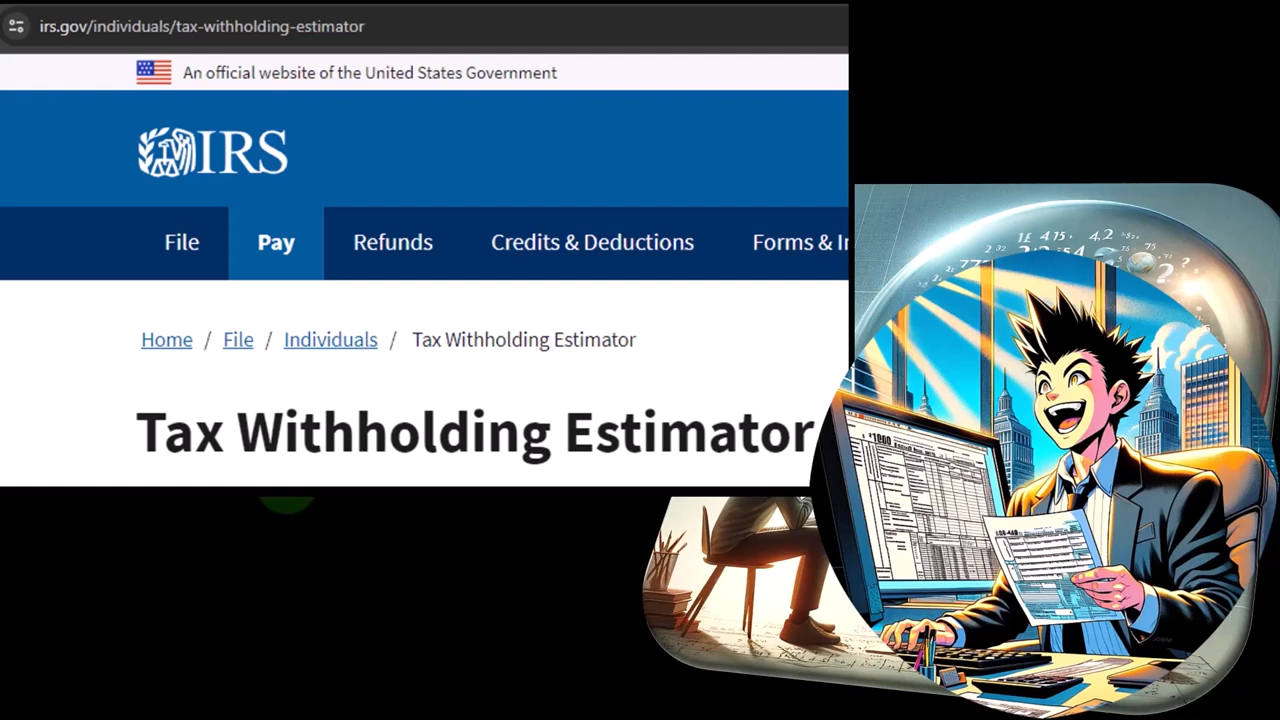 irs.gov/individuals/tax-withholding-estimator
An official website of the United States Government
IRS
File Pay Refunds Credits & Deductions Forms & I
Home / File / Individuals / Tax Withholding Estimator
Tax Withholding Estimator